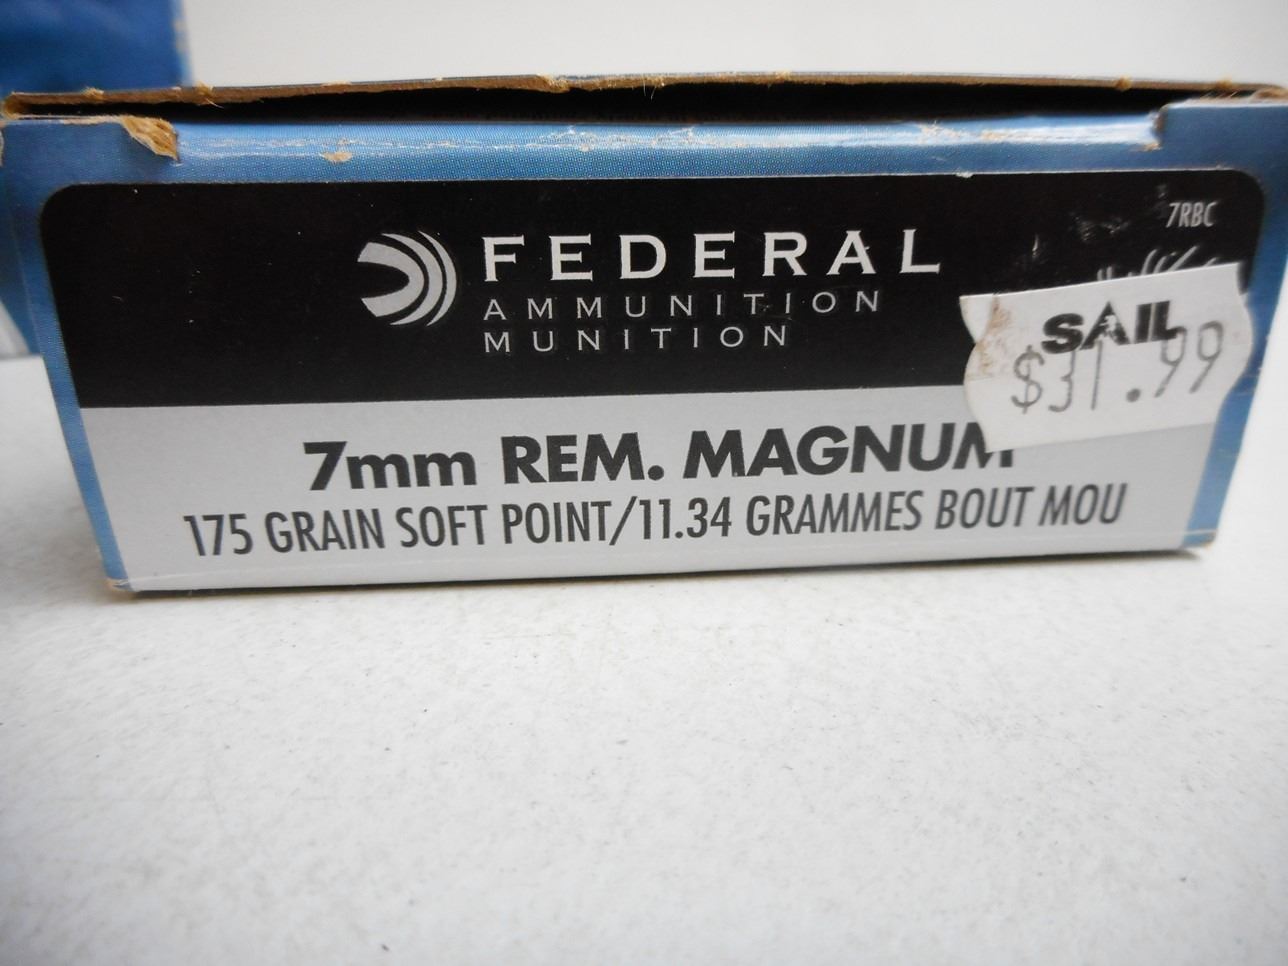 7RBC
FEDERAL
AMMUNITION
MUNITION
SAIL
$31.99
7mm REM. MAGNUM
175 GRAIN SOFT POINT/11.34 GRAMMES BOUT MOU